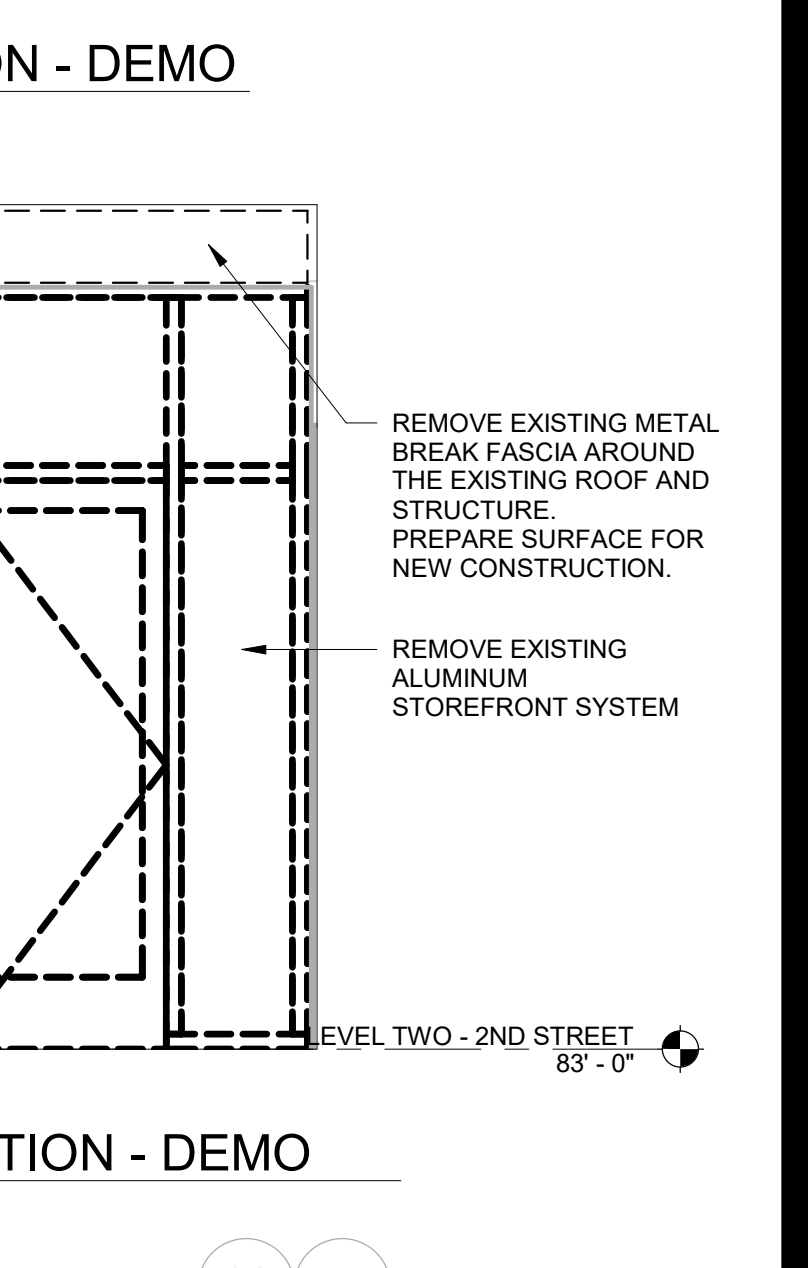 ON - DEMO
REMOVE EXISTING METAL
BREAK FASCIA AROUND
THE EXISTING ROOF AND
STRUCTURE.
PREPARE SURFACE FOR
NEW CONSTRUCTION.
REMOVE EXISTING
ALUMINUM
STOREFRONT SYSTEM
LEVEL TWO - 2ND STREET
83' - 0"
TION - DEMO